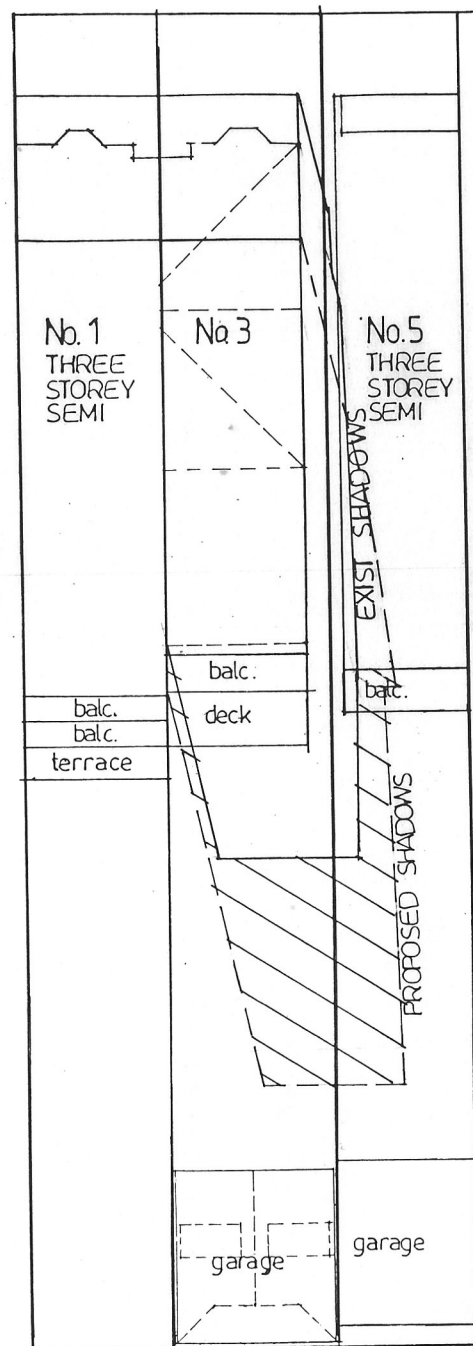 No. 1
THREE
STOREY
SEMI
No. 3
No. 5
THREE
STOREY
SEMI
EXIST SHADOWS
balc.
balc.
balc.
balc.
deck
terrace
PROPOSED SHADOWS
garage
garage